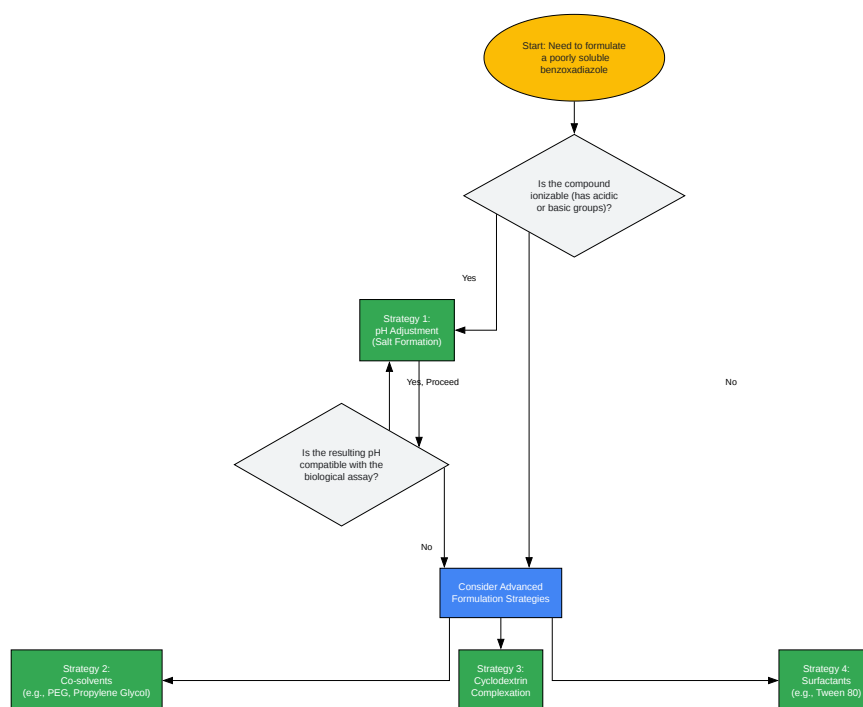 Start: Need to formulate
a poorly soluble
benzoxadiazole
Is the compound
ionizable (has acidic
or basic groups)?
Yes
Strategy 1:
pH Adjustment
(Salt Formation)
Yes, Proceed
No
Is the resulting pH
compatible with the
biological assay?
No
Consider Advanced
Formulation Strategies
Strategy 2:
Co-solvents
(e.g., PEG, Propylene Glycol)
Strategy 3:
Cyclodextrin
Complexation
Strategy 4:
Surfactants
(e.g., Tween 80)